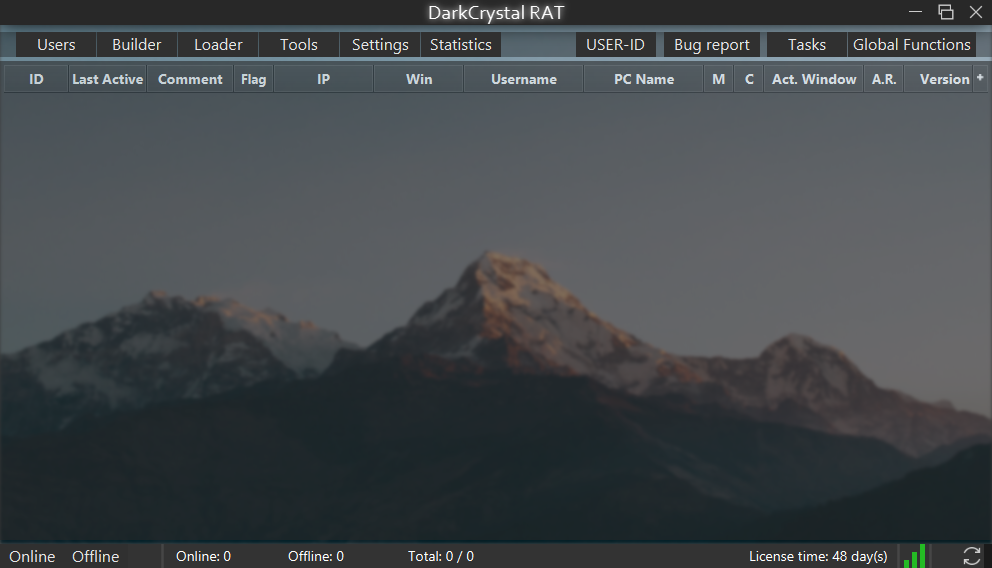 DarkCrystal RAT
Users Builder Loader Tools Settings Statistics USER-ID Bug report Tasks Global Functions
ID Last Active Comment Flag IP Win Username PC Name M C Act. Window A.R. Version +
Online Offline Online: 0 Offline: 0 Total: 0 / 0 License time: 48 day(s)